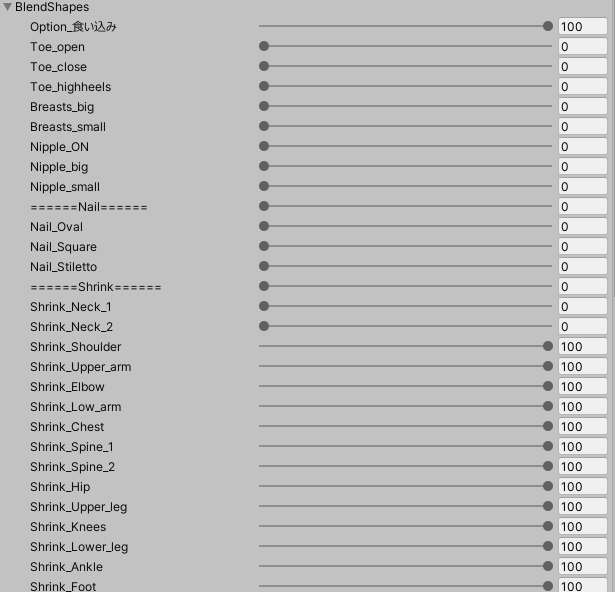 BlendShapes
Option_食い込み 100
Toe_open 0
Toe_close 0
Toe_highheels 0
Breasts_big 0
Breasts_small 0
Nipple_ON 0
Nipple_big 0
Nipple_small 0
======Nail====== 0
Nail_Oval 0
Nail_Square 0
Nail_Stiletto 0
======Shrink====== 0
Shrink_Neck_1 0
Shrink_Neck_2 0
Shrink_Shoulder 100
Shrink_Upper_arm 100
Shrink_Elbow 100
Shrink_Low_arm 100
Shrink_Chest 100
Shrink_Spine_1 100
Shrink_Spine_2 100
Shrink_Hip 100
Shrink_Upper_leg 100
Shrink_Knees 100
Shrink_Lower_leg 100
Shrink_Ankle 100
Shrink_Foot 100